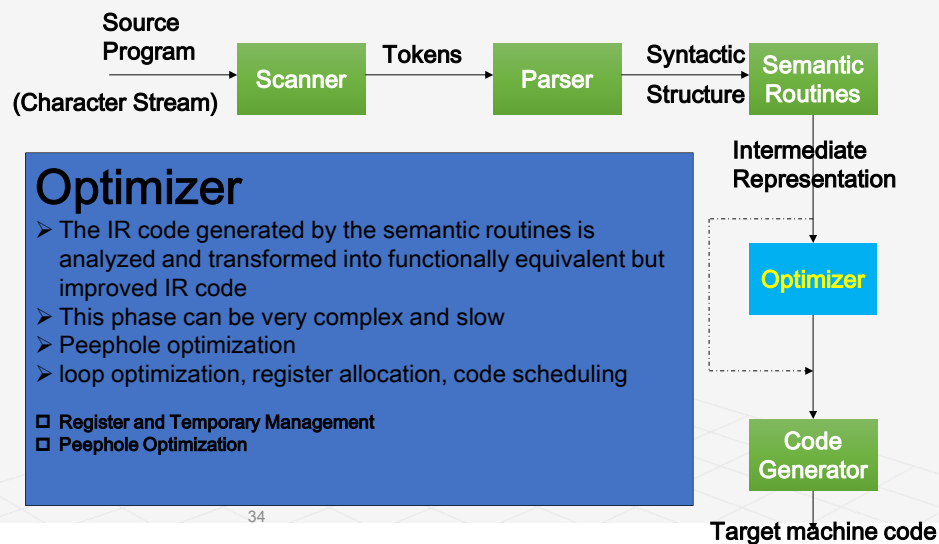 Source
Program
(Character Stream)
Scanner
Tokens
Parser
Syntactic
Structure
Semantic
Routines
Intermediate
Representation
Optimizer
➢ The IR code generated by the semantic routines is
analyzed and transformed into functionally equivalent but
improved IR code
➢ This phase can be very complex and slow
➢ Peephole optimization
➢ loop optimization, register allocation, code scheduling
❑ Register and Temporary Management
❑ Peephole Optimization
Optimizer
Code
Generator
Target machine code
34